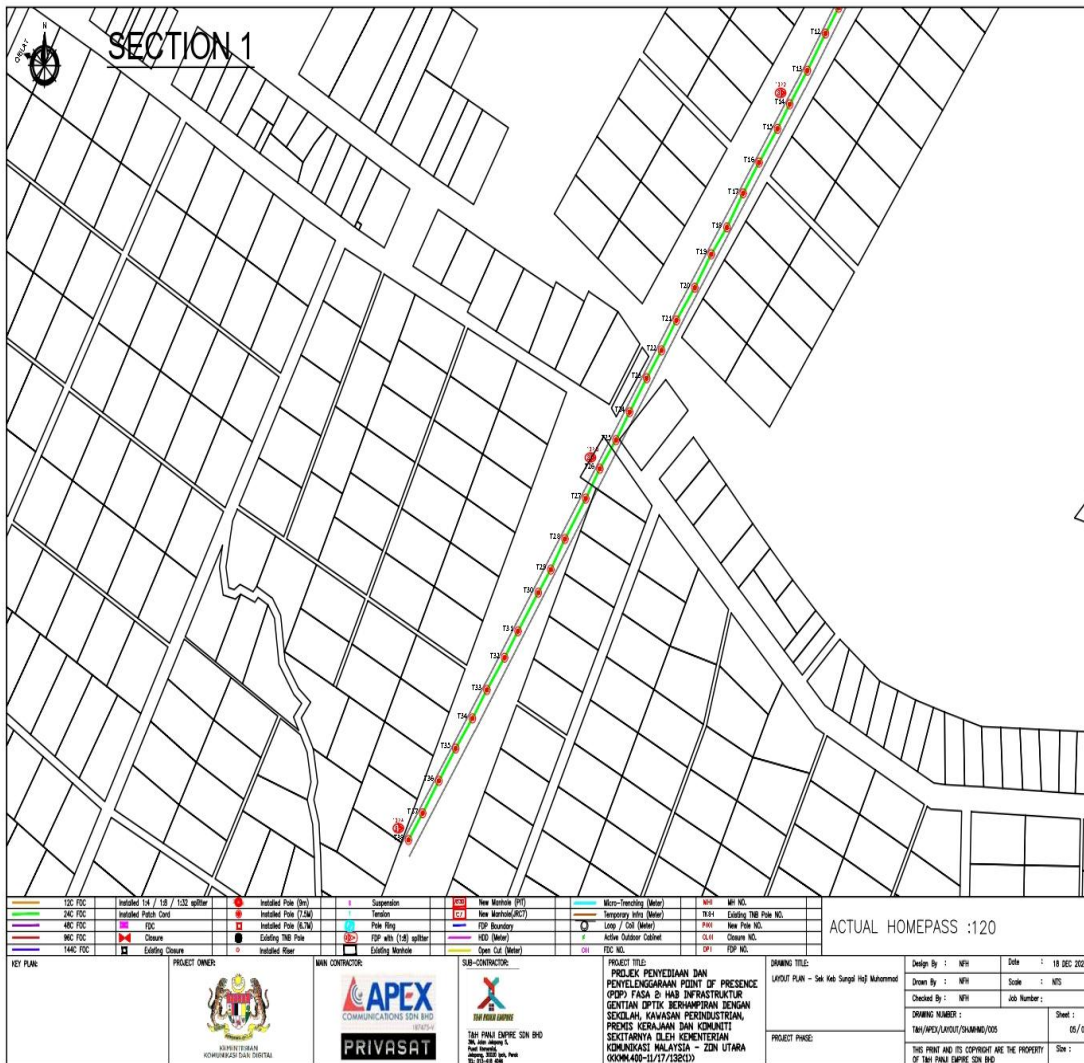 N
SECTION 1
T12
T13
T14
T15
T16
T17
T18
T19
T20
T21
T22
T23
T24
T25
T26
T27
T28
T29
T30
T31
T32
T33
T34
T35
T36
T37
T38
12C FOC
24C FOC
48C FOC
96C FOC
144C FOC
Installed 1:4 / 1:8 / 1:32 splitter
Installed Patch Cord
FDC
Closure
Existing Closure
Installed Pole (9m)
Installed Pole (7.5M)
Installed Pole (6.7M)
Existing TNB Pole
Installed Riser
Suspension
Tension
Pole Ring
FDP with (1:8) splitter
Existing Manhole
New Manhole (PIT)
New Manhole(JRC7)
FDP Boundary
HDD (Meter)
Open Cut (Meter)
Micro-Trenching (Meter)
Temporary Infra (Meter)
Loop / Coil (Meter)
Active Outdoor Cabinet
FDC NO.
MH NO.
Existing TNB Pole NO.
New Pole NO.
Closure NO.
FDP NO.
ACTUAL HOMEPASS :120
KEY PLAN:
PROJECT OWNER:
KEMENTERIAN
KOMUNIKASI DAN DIGITAL
MAIN CONTRACTOR:
APEX
COMMUNICATIONS SDN BHD
PRIVASAT
SUB-CONTRACTOR:
TAH PANJI EMPIRE
T&H PANJI EMPIRE SDN BHD
PROJECT TITLE:
PROJEK PENYEDIAAN DAN
PENYELENGGARAAN POINT OF PRESENCE
(POP) FASA 2: HAB INFRASTRUKTUR
GENTIAN OPTIK BERHAMPIRAN DENGAN
SEKOLAH, KAWASAN PERINDUSTRIAN,
PREMIS KERAJAAN DAN KOMUNITI
SEKITARNYA OLEH KEMENTERIAN
KOMUNIKASI MALAYSIA - ZON UTARA
(KKMM.400-11/17/132(1))
DRAWING TITLE:
LAYOUT PLAN - Sek Keb Sungai Haji Muhammad
PROJECT PHASE:
Design By : NFH
Date : 18 DEC
Drawn By : NFH
Scale : NTS
Checked By : NFH
Job Number :
DRAWING NUMBER :
Sheet :
05/
THIS PRINT AND ITS COPYRIGHT ARE THE PROPERTY
OF T&H PANJI EMPIRE SDN BHD
Size :